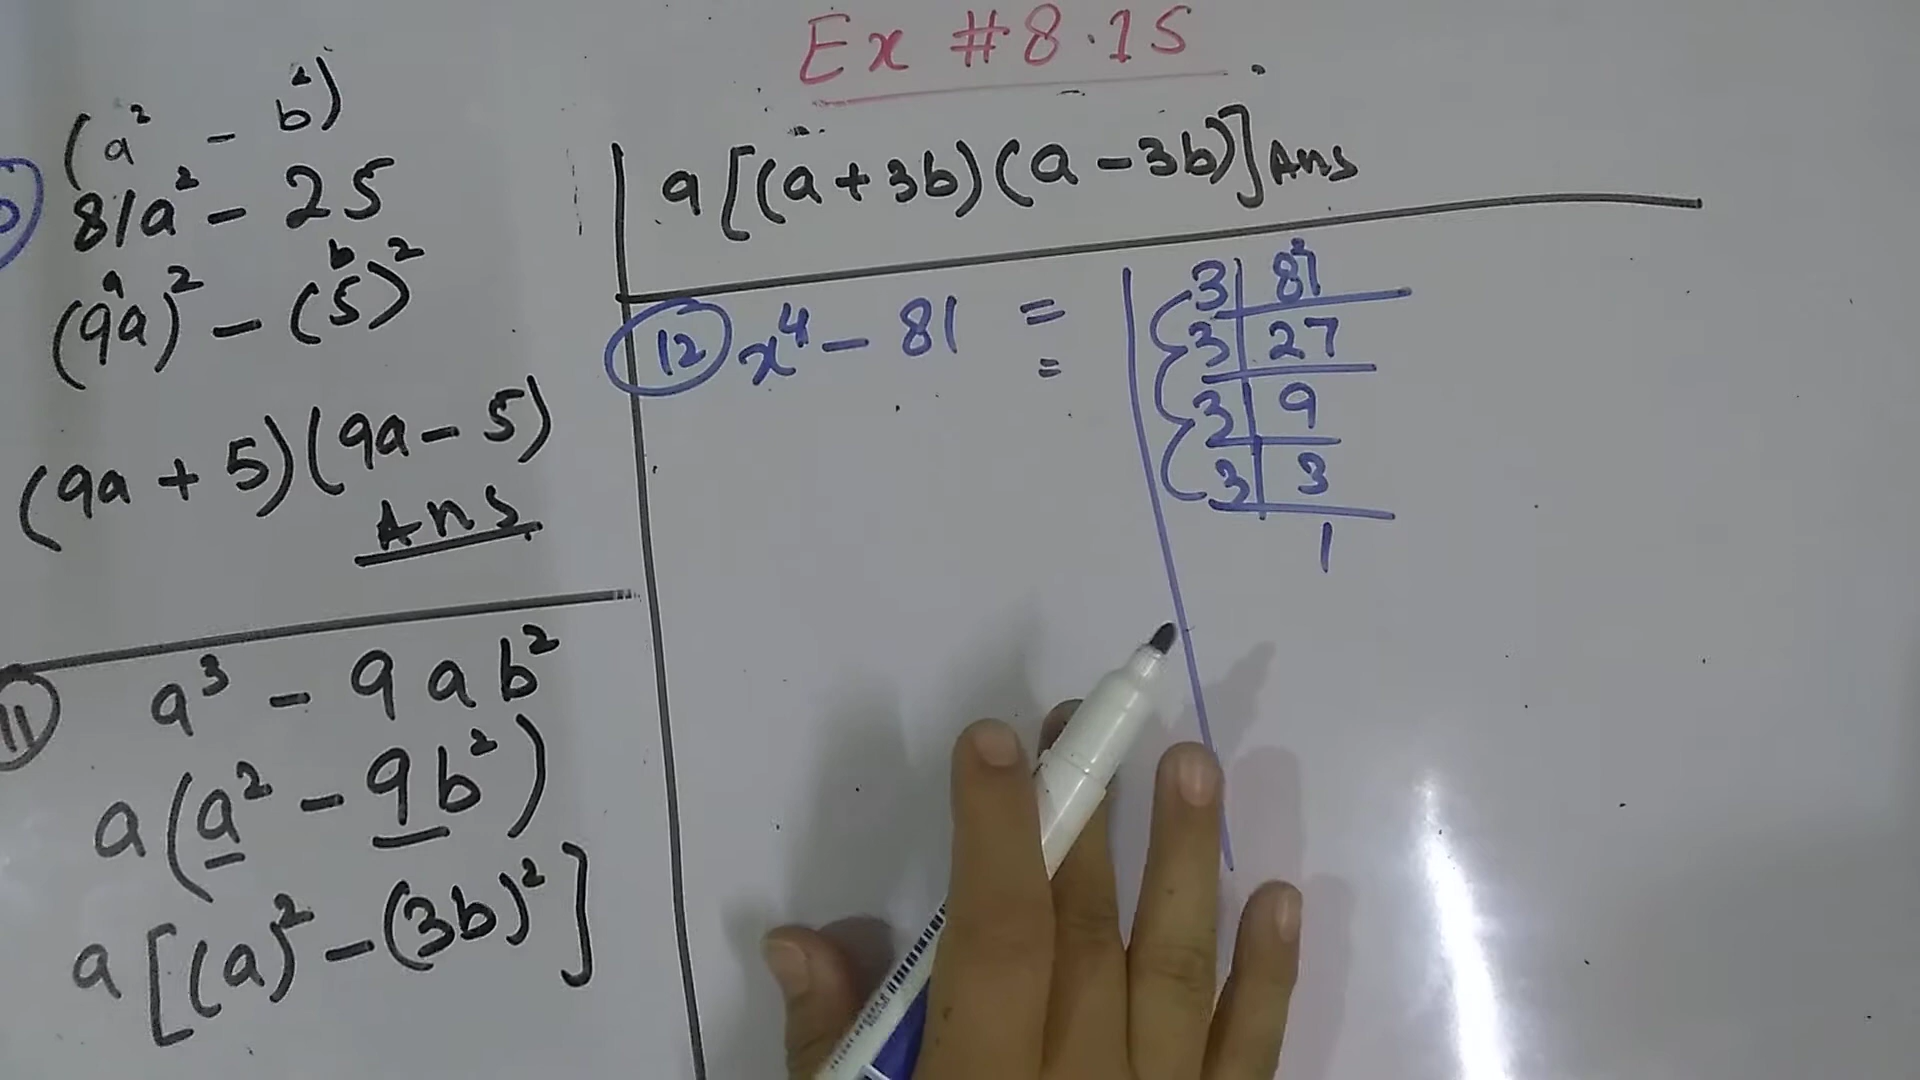 Ex #8.15
(a² - b²)
81a² - 25
a b
(9a)² - (5)²
(9a + 5)(9a - 5)
Ans
11 a³ - 9ab²
a(a² - 9b²)
a[(a)² - (3b)²]
a[(a+3b)(a-3b)] Ans
12 x⁴ - 81 =
=
3 | 81
3 | 27
3 | 9
3 | 3
1